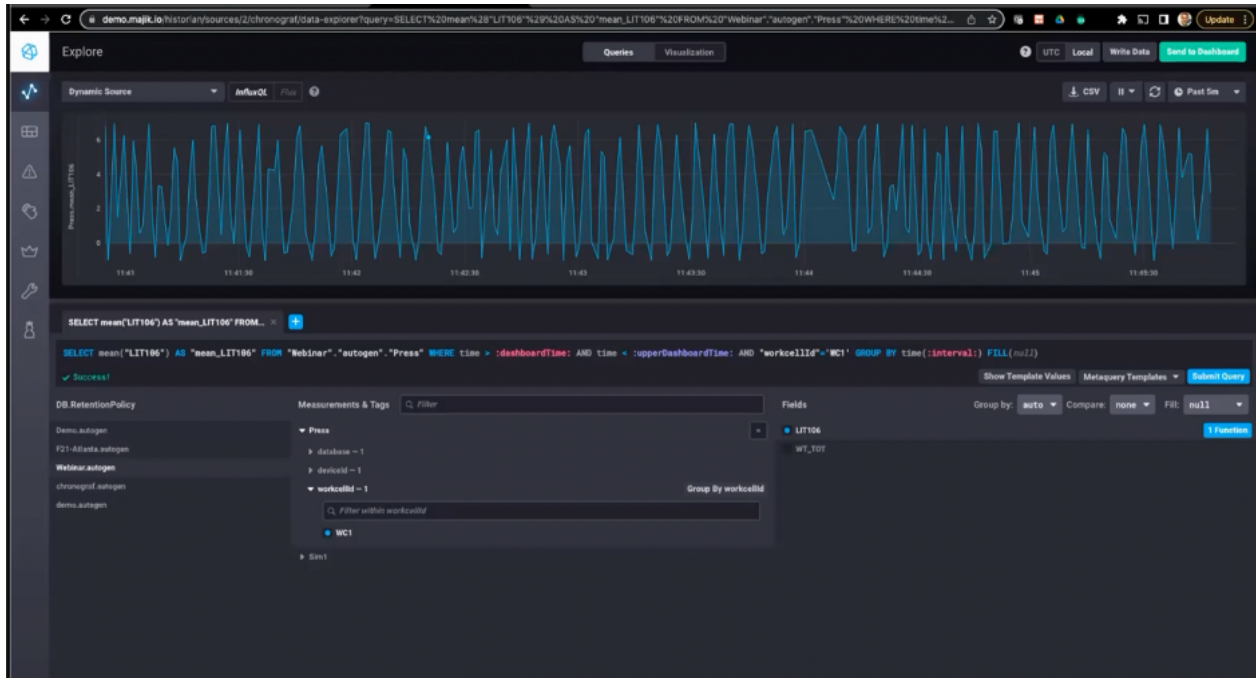 demo.majik.io/historian/sources/2/chronograf/data-explorer?query=SELECT%20mean%28"LIT106"%29%20AS%20"mean_LIT106"%20FROM%20"Webinar"."autogen"."Press"%20WHERE%20time%2...
Update
Explore
Queries Visualization
UTC Local Write Data Send to Dashboard
Dynamic Source InfluxQL Flux CSV Past 5m
Press.mean_LIT106
6
4
2
0
11:41 11:41:30 11:42 11:42:30 11:43 11:43:30 11:44 11:44:30 11:45 11:45:30
SELECT mean("LIT106") AS "mean_LIT106" FROM...
SELECT mean("LIT106") AS "mean_LIT106" FROM "Webinar"."autogen"."Press" WHERE time > :dashboardTime: AND time < :upperDashboardTime: AND "workcellId"='WC1' GROUP BY time(:interval:) FILL(null)
Success!
Show Template Values Metaquery Templates Submit Query
DB.RetentionPolicy Measurements & Tags Filter Fields Group by: auto Compare: none Fill: null
Demo.autogen Press LIT106 1 Function
F21-Atlanta.autogen database — 1 WT_TOT
Webinar.autogen deviceId — 1
chronograf.autogen workcellId — 1 Group By workcellId
demo.autogen Filter within workcellId
WC1
Sim1